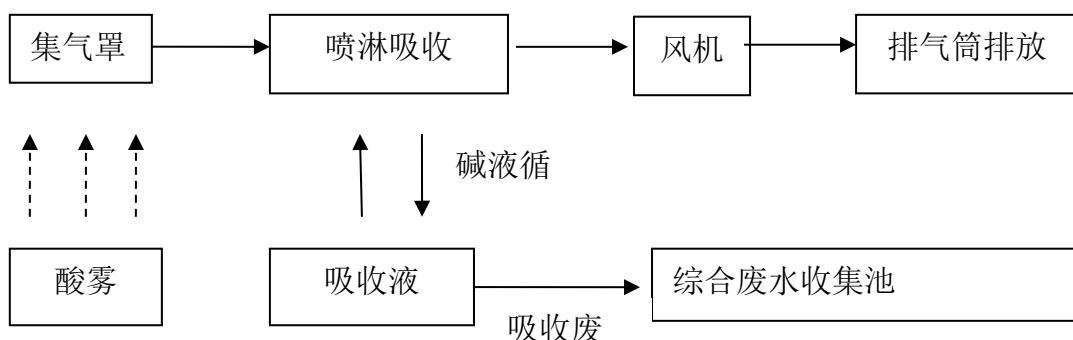 集气罩
喷淋吸收
风机
排气筒排放
碱液循
酸雾
吸收液
综合废水收集池
吸收废